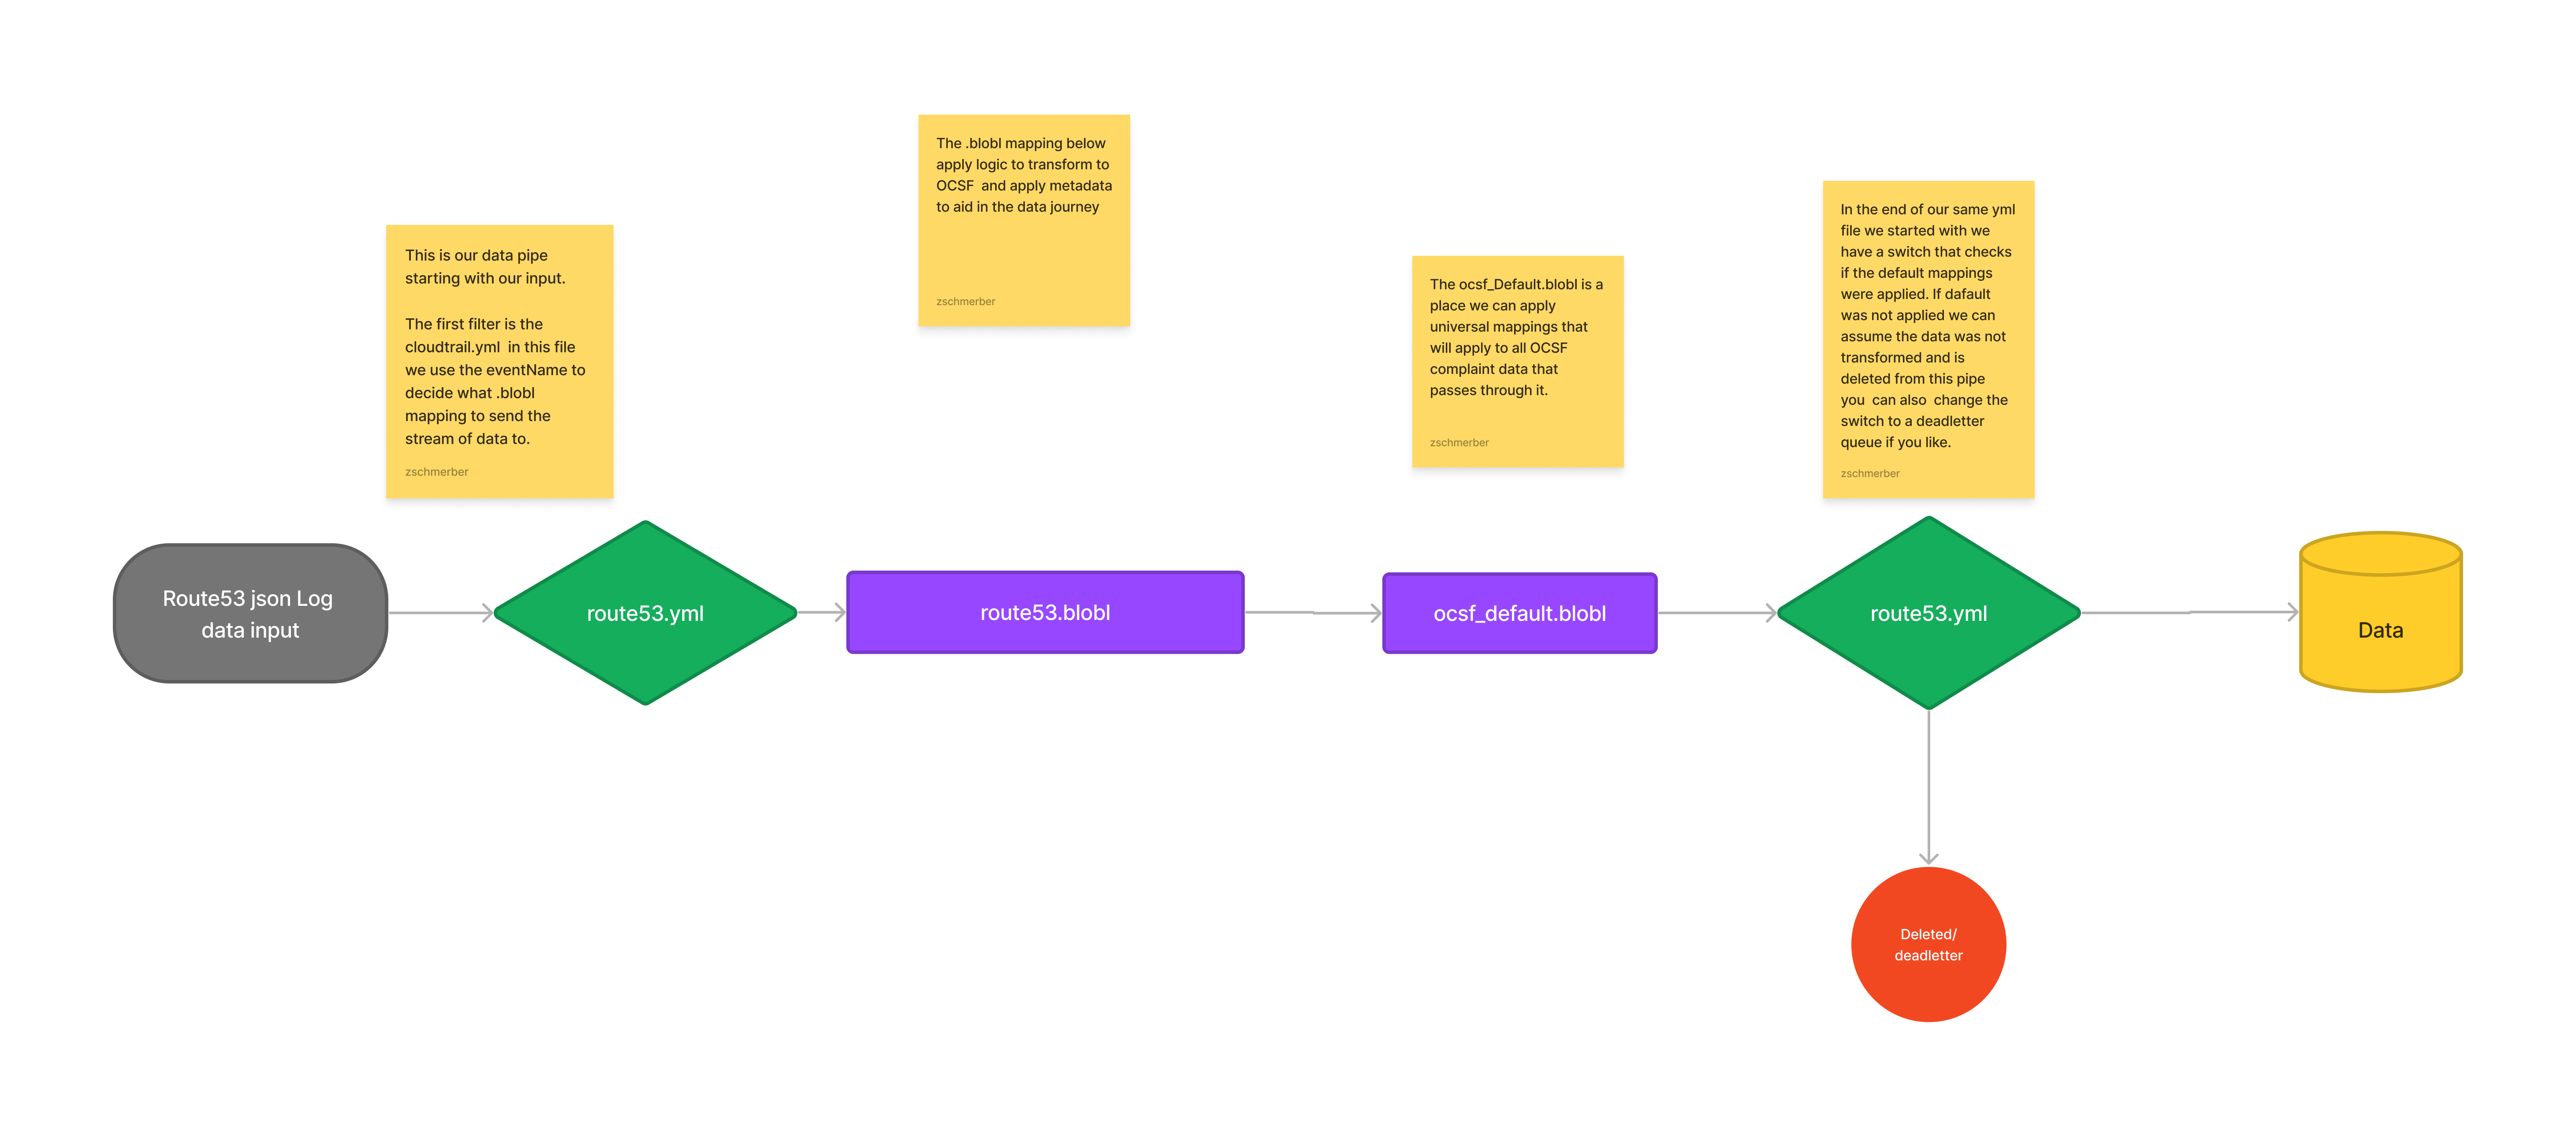 The .blobl mapping below
apply logic to transform to
OCSF  and apply metadata
to aid in the data journey
zschmerber
This is our data pipe
starting with our input.
The first filter is the
cloudtrail.yml  in this file
we use the eventName to
decide what .blobl
mapping to send the
stream of data to.
zschmerber
The ocsf_Default.blobl is a
place we can apply
universal mappings that
will apply to all OCSF
complaint data that
passes through it.
zschmerber
In the end of our same yml
file we started with we
have a switch that checks
if the default mappings
were applied. If dafault
was not applied we can
assume the data was not
transformed and is
deleted from this pipe
you  can also  change the
switch to a deadletter
queue if you like.
zschmerber
Route53 json Log
data input
route53.yml
route53.blobl
ocsf_default.blobl
route53.yml
Data
Deleted/
deadletter